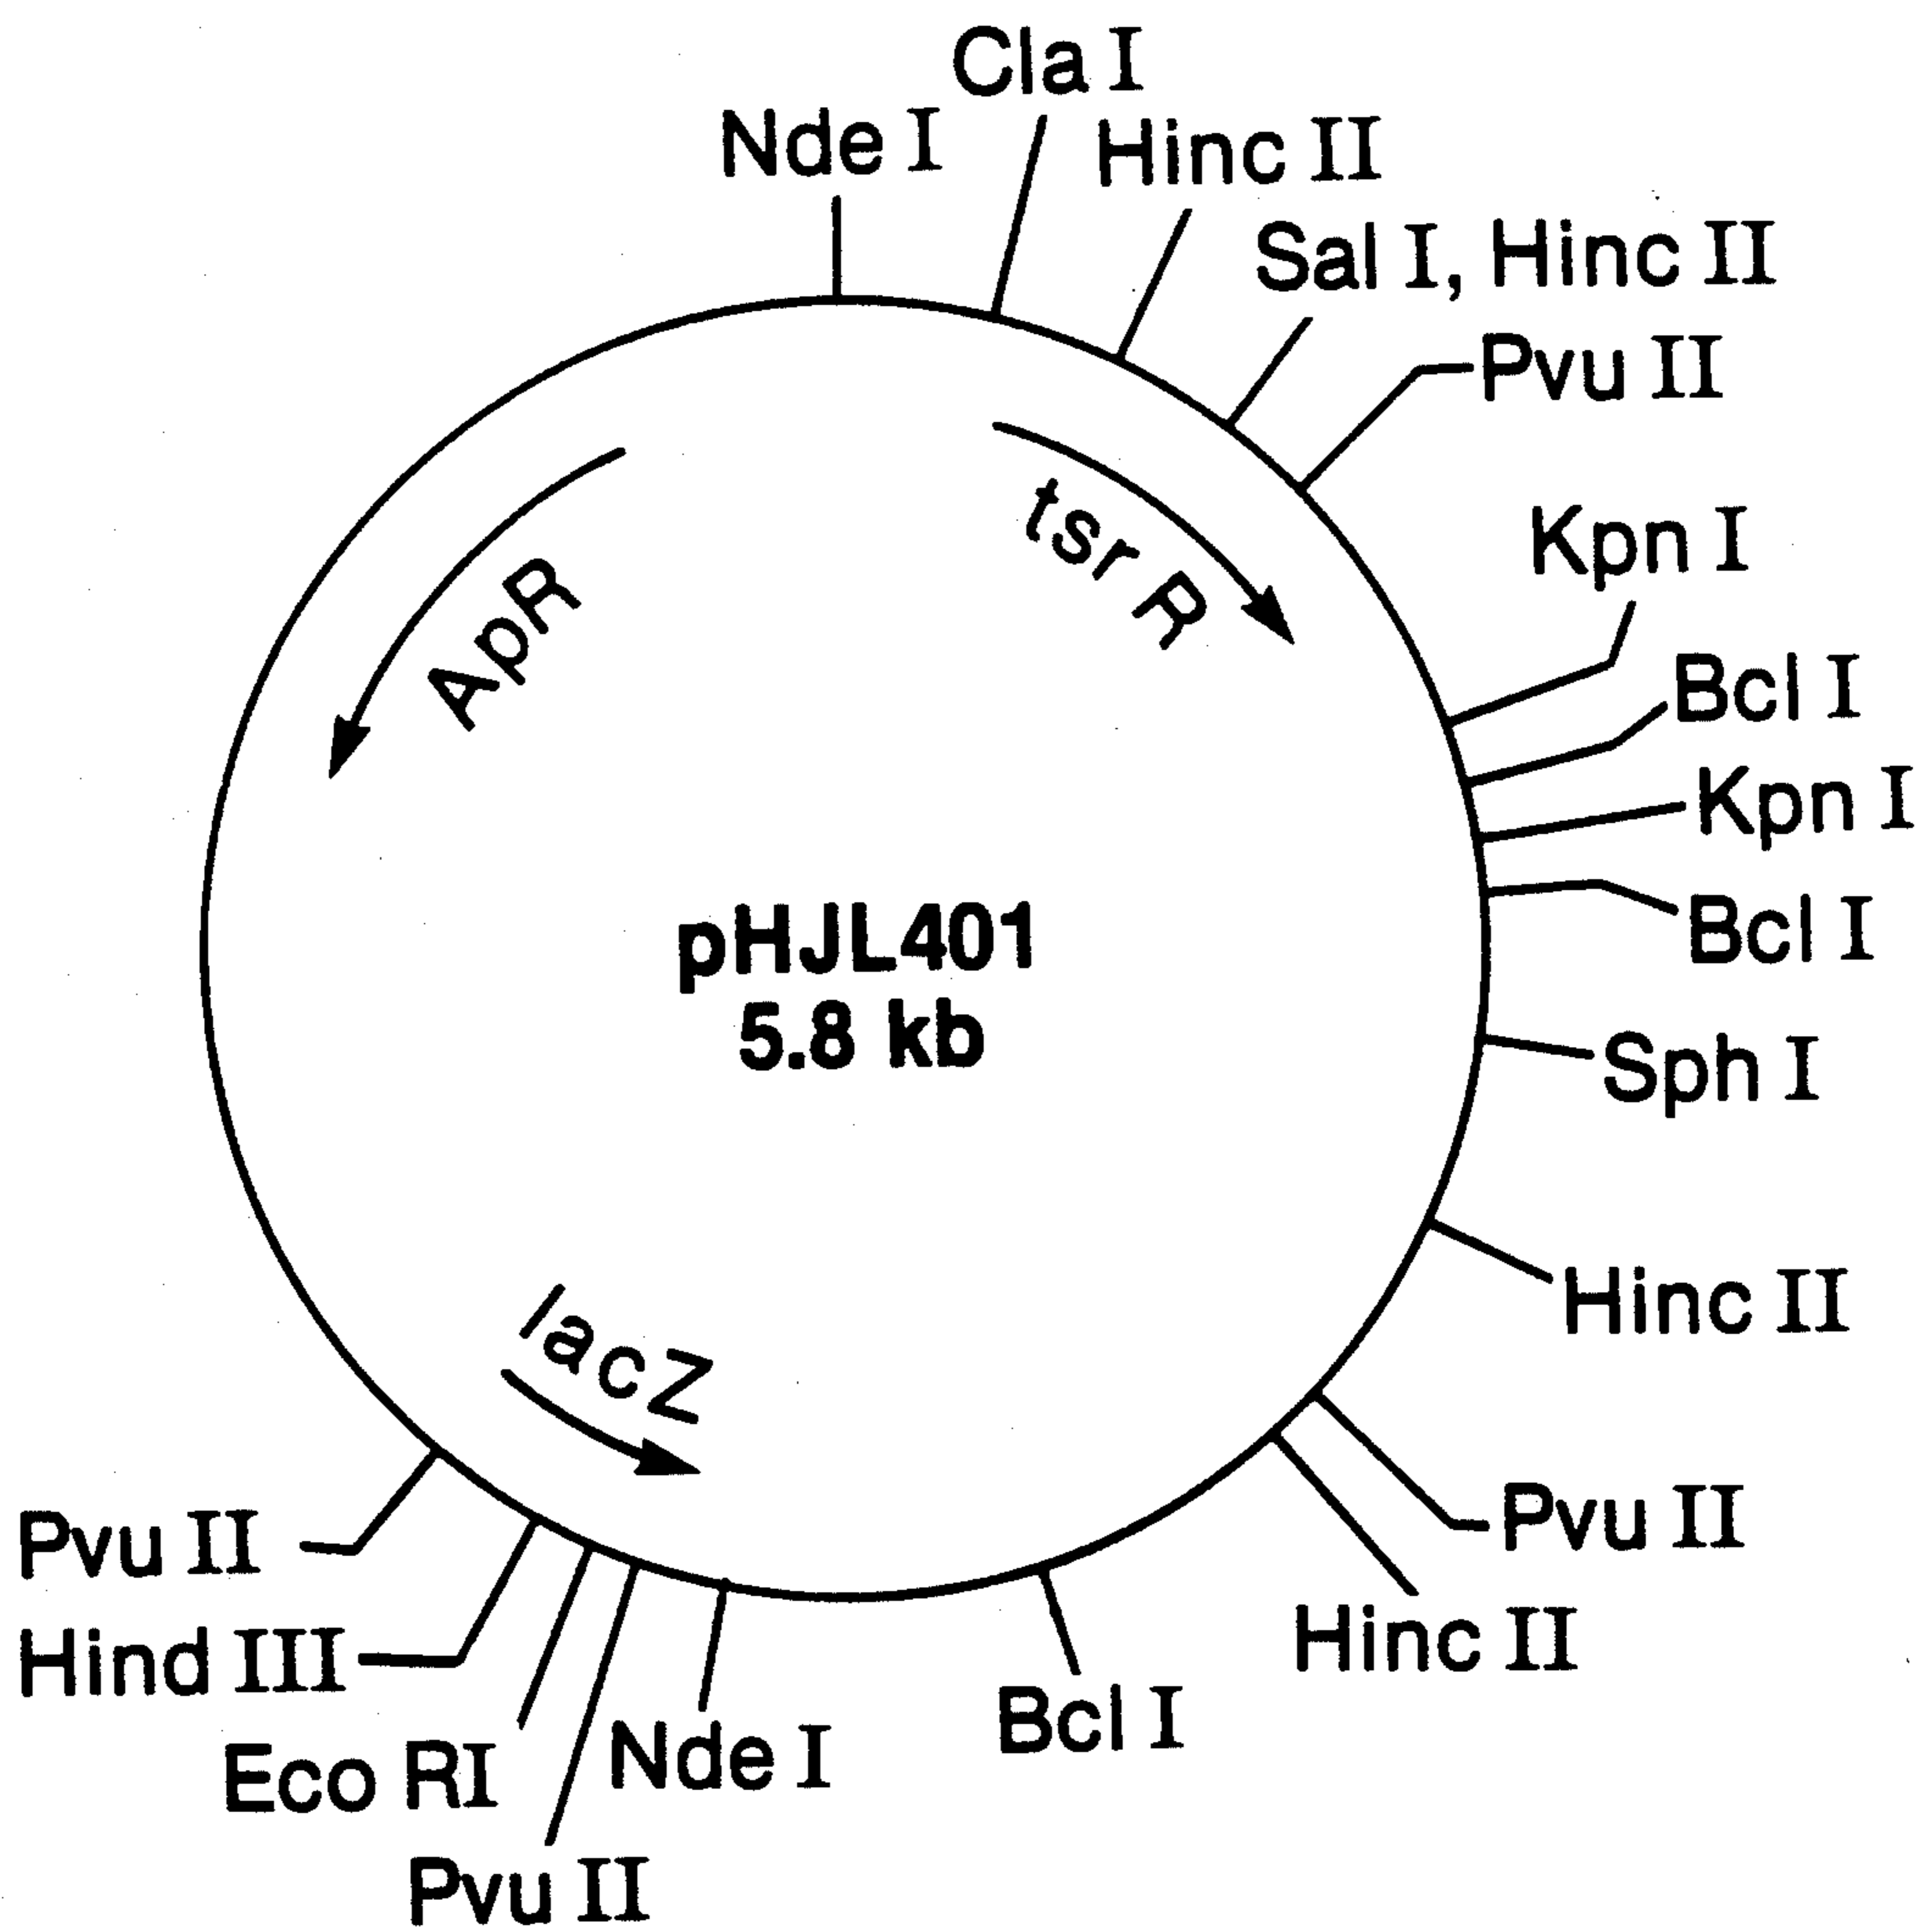 Cla I
Nde I
Hinc II
Sal I, Hinc II
Pvu II
Kpn I
Bcl I
Kpn I
Bcl I
Sph I
Hinc II
Pvu II
Hinc II
Bcl I
Nde I
Pvu II
Eco RI
Hind III
Pvu II
ApR
tsr R
lacZ
pHJL401
5.8 kb